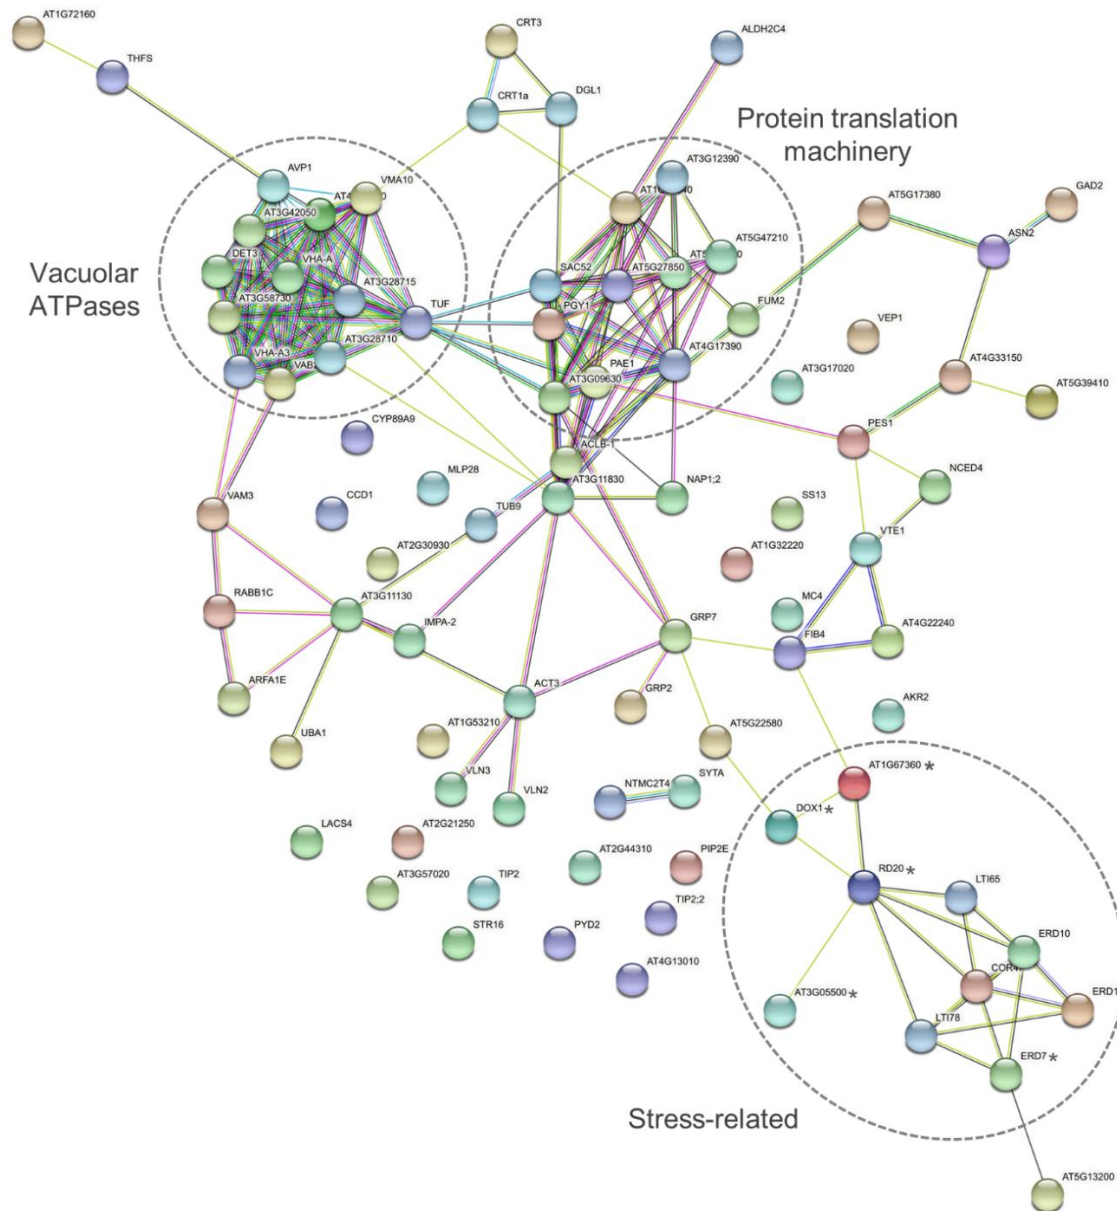 AT1G72160
CRT3
ALDH2C4
THFS
CRT1a
DGL1
Protein translation
machinery
AT3G12390
AVP1
VMA10
GAD2
AT5G17380
AT3G42050
ASN2
AT5G47210
DET3
VHA-A
SAC52
AT5G27850
Vacuolar
ATPases
AT3G28715
AT3G58730
TUF
PGY1
FUM2
VEP1
AT3G28710
AT4G17390
VHA-A3
PAE1
AT4G33150
AT3G17020
AT3G09630
AT5G39410
CYP89A9
PES1
ACLB-1
MLP28
AT3G11830
NAP1;2
NCED4
VAM3
CCD1
TUB9
SS13
VTE1
AT2G30930
AT1G32220
RABB1C
AT3G11130
MC4
IMPA-2
GRP7
FIB4
AT4G22240
ARFA1E
ACT3
GRP2
AKR2
UBA1
AT1G53210
AT5G22580
VLN3
AT1G67360*
VLN2
NTMC2T4
SYTA
DOX1*
LACS4
AT2G21250
AT2G44310
PIP2E
RD20*
AT3G57020
TIP2
LTI65
TIP2;2
STR16
PYD2
ERD10
AT4G13010
AT3G05500*
LTI78
ERD7*
Stress-related
AT5G13200